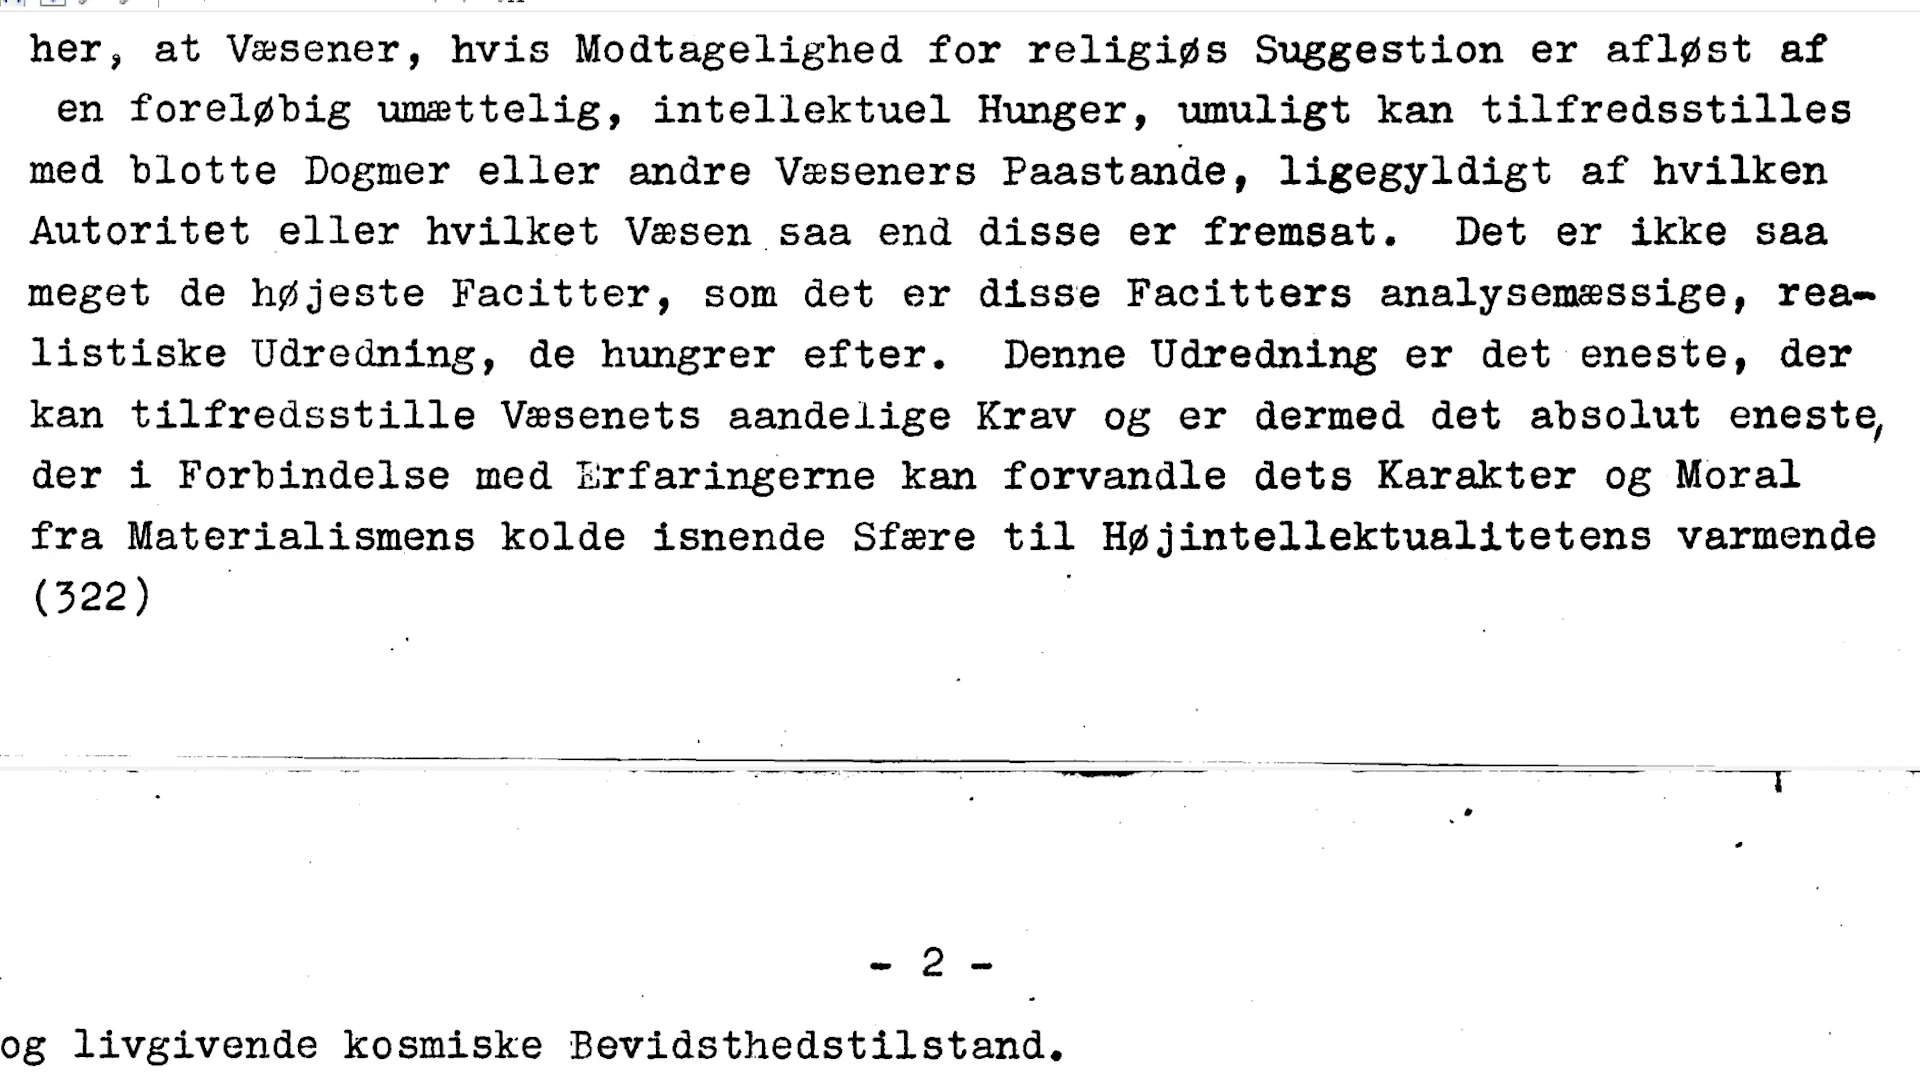 her, at Væsener, hvis Modtagelighed for religiøs Suggestion er afløst af
en foreløbig umættelig, intellektuel Hunger, umuligt kan tilfredsstilles
med blotte Dogmer eller andre Væseners Paastande, ligegyldigt af hvilken
Autoritet eller hvilket Væsen saa end disse er fremsat. Det er ikke saa
meget de højeste Facitter, som det er disse Facitters analysemæssige, rea-
listiske Udredning, de hungrer efter. Denne Udredning er det eneste, der
kan tilfredsstille Væsenets aandelige Krav og er dermed det absolut eneste,
der i Forbindelse med Erfaringerne kan forvandle dets Karakter og Moral
fra Materialismens kolde isnende Sfære til Højintellektualitetens varmende
(322)
- 2 -
og livgivende kosmiske Bevidsthedstilstand.